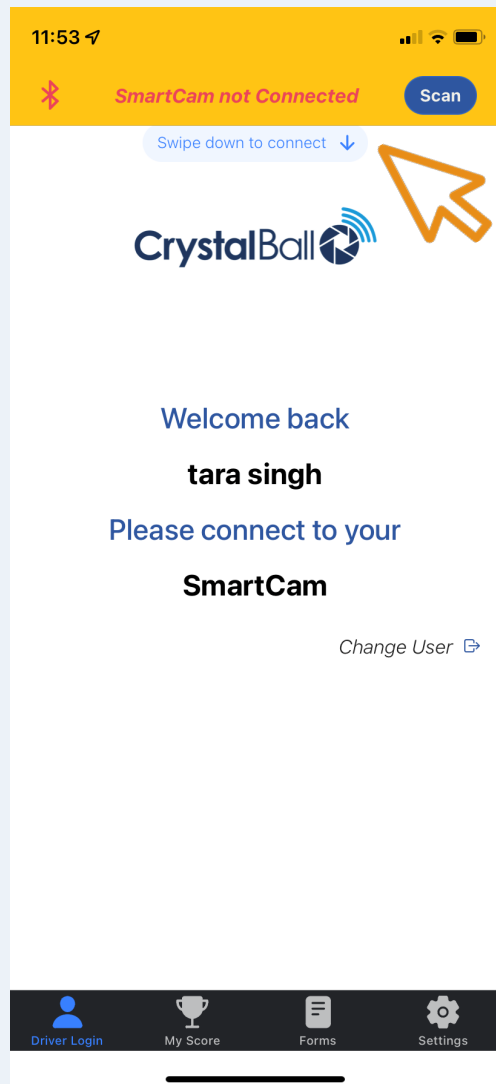 11:53
SmartCam not Connected
Scan
Swipe down to connect
CrystalBall
Welcome back
tara singh
Please connect to your
SmartCam
Change User
Driver Login
My Score
Forms
Settings